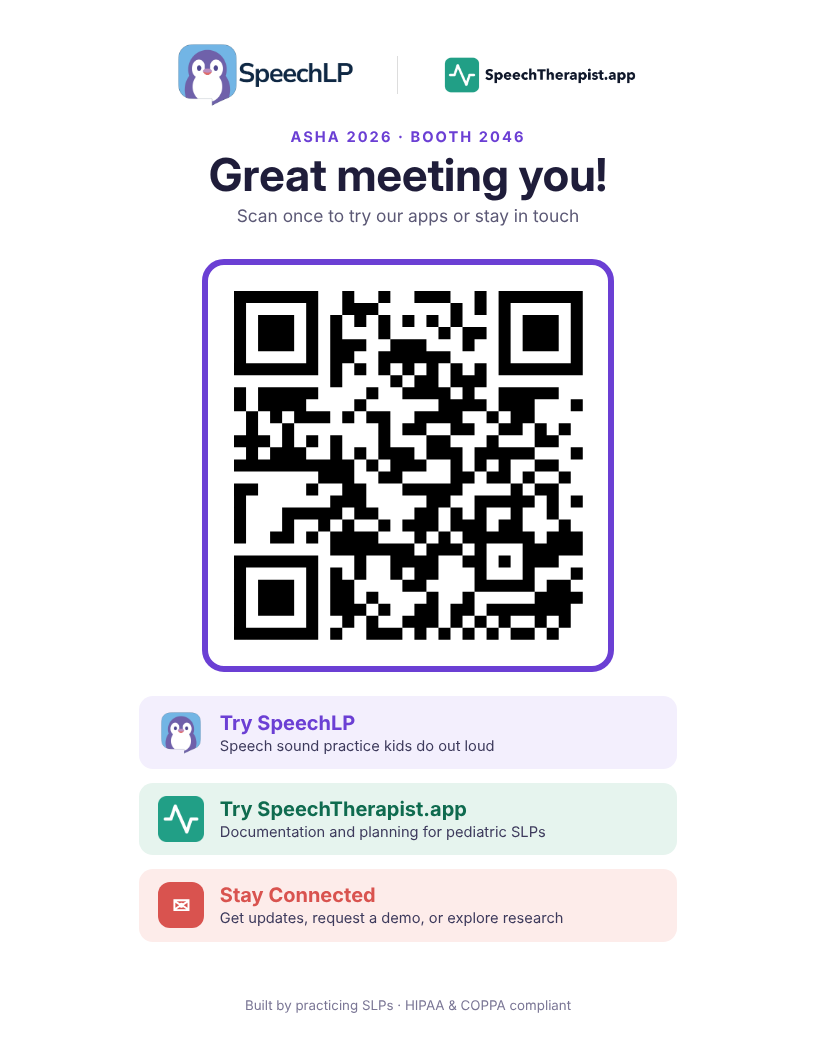 SpeechLP
SpeechTherapist.app
ASHA 2026 · BOOTH 2046
Great meeting you!
Scan once to try our apps or stay in touch
Try SpeechLP
Speech sound practice kids do out loud
Try SpeechTherapist.app
Documentation and planning for pediatric SLPs
Stay Connected
Get updates, request a demo, or explore research
Built by practicing SLPs · HIPAA & COPPA compliant